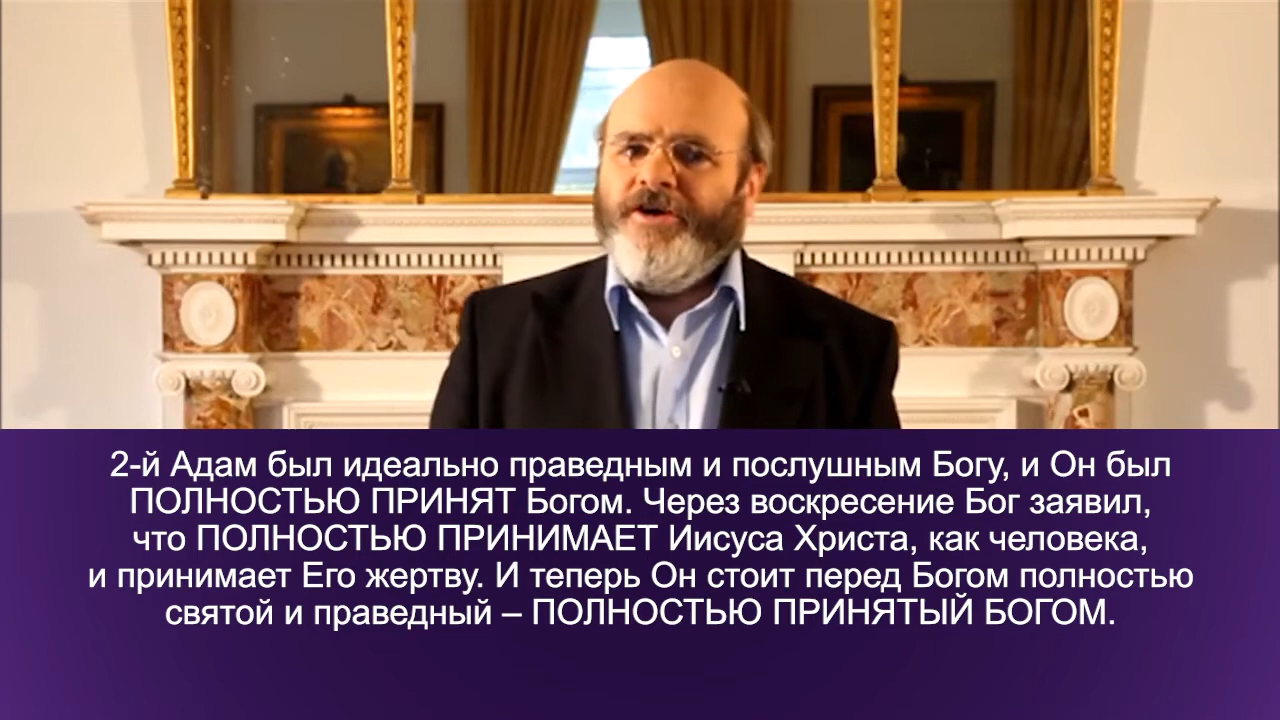 2-й Адам был идеально праведным и послушным Богу, и Он был
ПОЛНОСТЬЮ ПРИНЯТ Богом. Через воскресение Бог заявил,
что ПОЛНОСТЬЮ ПРИНИМАЕТ Иисуса Христа, как человека,
и принимает Его жертву. И теперь Он стоит перед Богом полностью
святой и праведный – ПОЛНОСТЬЮ ПРИНЯТЫЙ БОГОМ.